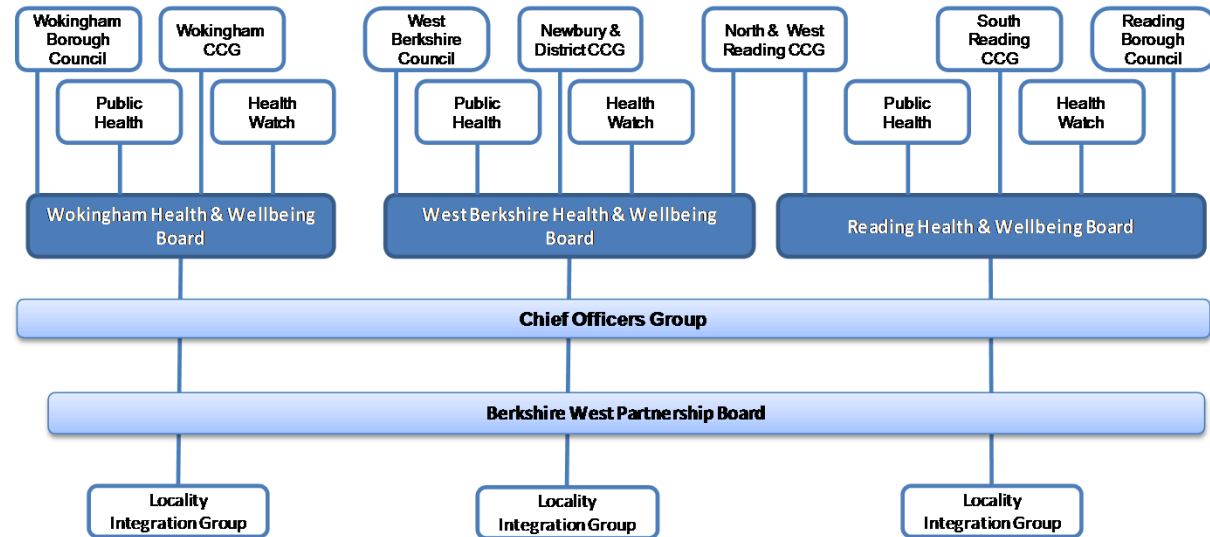 Wokingham
Borough
Council
Wokingham
CCG
West
Berkshire
Council
Newbury &
District CCG
North & West
Reading CCG
South
Reading
CCG
Reading
Borough
Council
Public
Health
Health
Watch
Public
Health
Health
Watch
Public
Health
Health
Watch
Wokingham Health & Wellbeing
Board
West Berkshire Health & Wellbeing
Board
Reading Health & Wellbeing Board
Chief Officers Group
Berkshire West Partnership Board
Locality
Integration Group
Locality
Integration Group
Locality
Integration Group